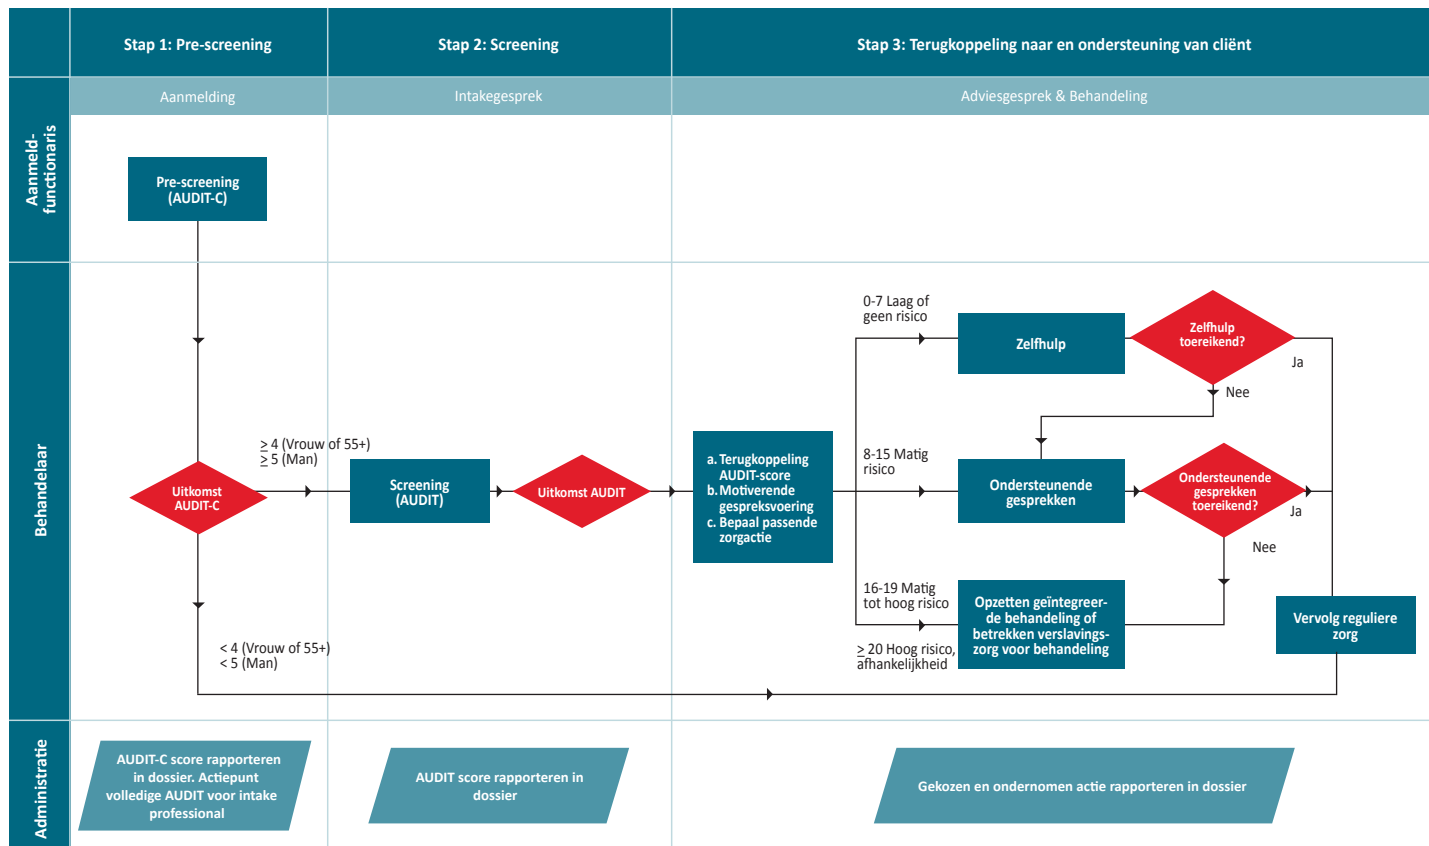 Stap 1: Pre-screening
Stap 2: Screening
Stap 3: Terugkoppeling naar en ondersteuning van cliënt
Aanmelding
Intakegesprek
Adviesgesprek & Behandeling
Aanmeld-
functionaris
Pre-screening
(AUDIT-C)
Behandelaar
Uitkomst
AUDIT-C
≥ 4 (Vrouw of 55+)
≥ 5 (Man)
< 4 (Vrouw of 55+)
< 5 (Man)
Screening
(AUDIT)
Uitkomst AUDIT
a. Terugkoppeling
AUDIT-score
b. Motiverende
gespreksvoering
c. Bepaal passende
zorgactie
0-7 Laag of
geen risico
Zelfhulp
Zelfhulp
toereikend?
Ja
Nee
8-15 Matig
risico
Ondersteunende
gesprekken
Ondersteunende
gesprekken
toereikend?
Ja
Nee
16-19 Matig
tot hoog risico
≥ 20 Hoog risico,
afhankelijkheid
Opzetten geïntegreer-
de behandeling of
betrekken verslavings-
zorg voor behandeling
Vervolg reguliere
zorg
Administratie
AUDIT-C score rapporteren
in dossier. Actiepunt
volledige AUDIT voor intake
professional
AUDIT score rapporteren in
dossier
Gekozen en ondernomen actie rapporteren in dossier